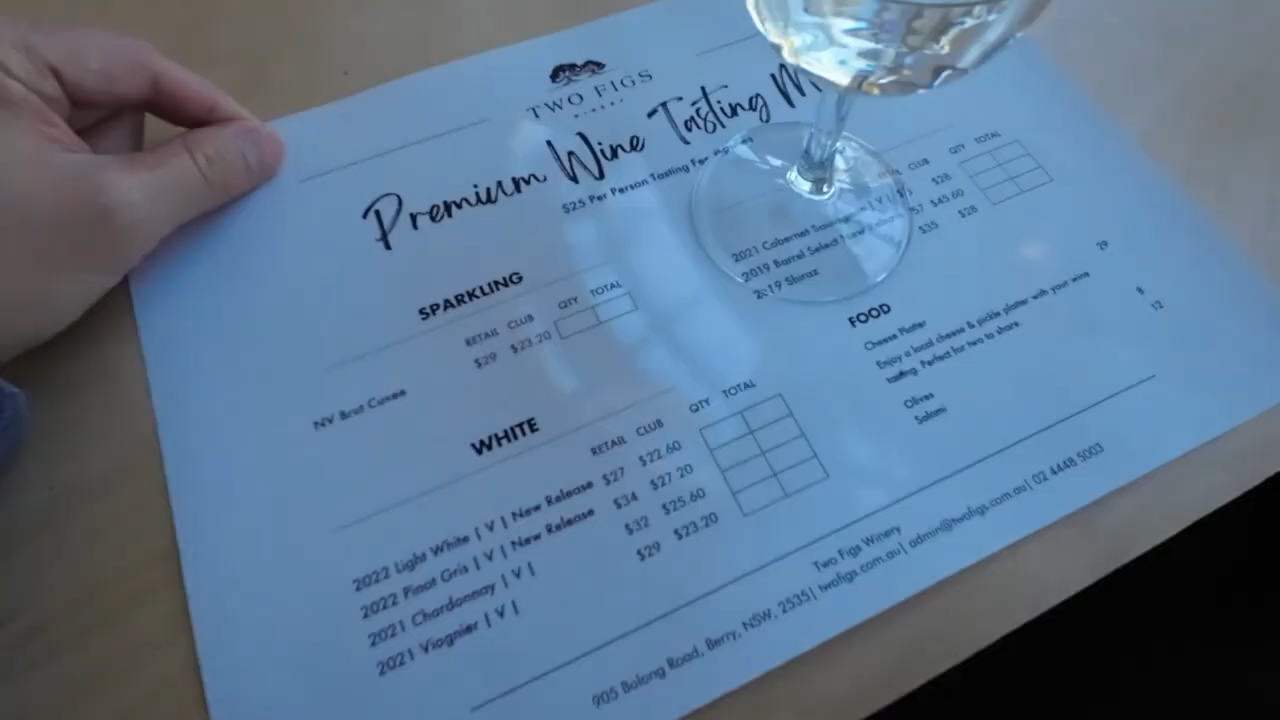 TWO FIGS
WINERY
Premium Wine Tasting M
$25 Per Person Tasting
SPARKLING
RETAIL CLUB QTY TOTAL
NV Brut Cuvee $29 $23.20
WHITE
RETAIL CLUB QTY TOTAL
2022 Light White | V | New Release $27 $22.60
2022 Pinot Gris | V | New Release $34 $27.20
2021 Chardonnay | V | $32 $25.60
2021 Viognier | V | $29 $23.20
CLUB QTY TOTAL
2021 Cabernet | V | $28
2019 Barrel Select $45.60
2019 Shiraz $35 $28
FOOD
Cheese Platter 29
Enjoy a local cheese & pickle platter with your wine
tasting. Perfect for two to share.
Olives 8
Salami 12
Two Figs Winery
905 Bolong Road, Berry, NSW, 2535| twofigs.com.au| admin@twofigs.com.au| 02 4448 5003